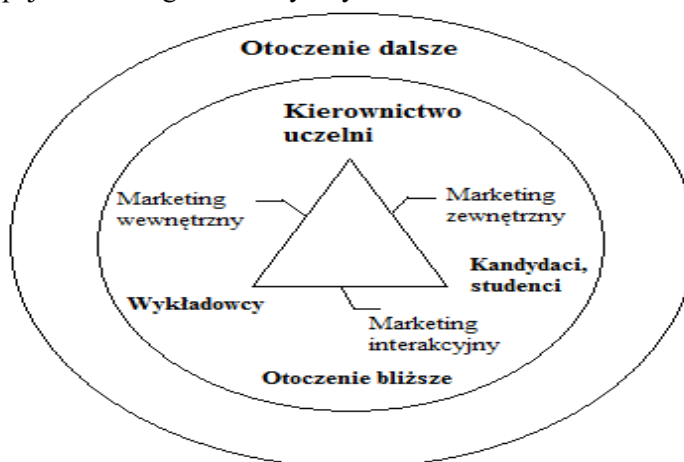 Otoczenie dalsze
Kierownictwo
uczelni
Marketing
wewnętrzny
Marketing
zewnętrzny
Kandydaci,
studenci
Wykładowcy
Marketing
interakcyjny
Otoczenie bliższe